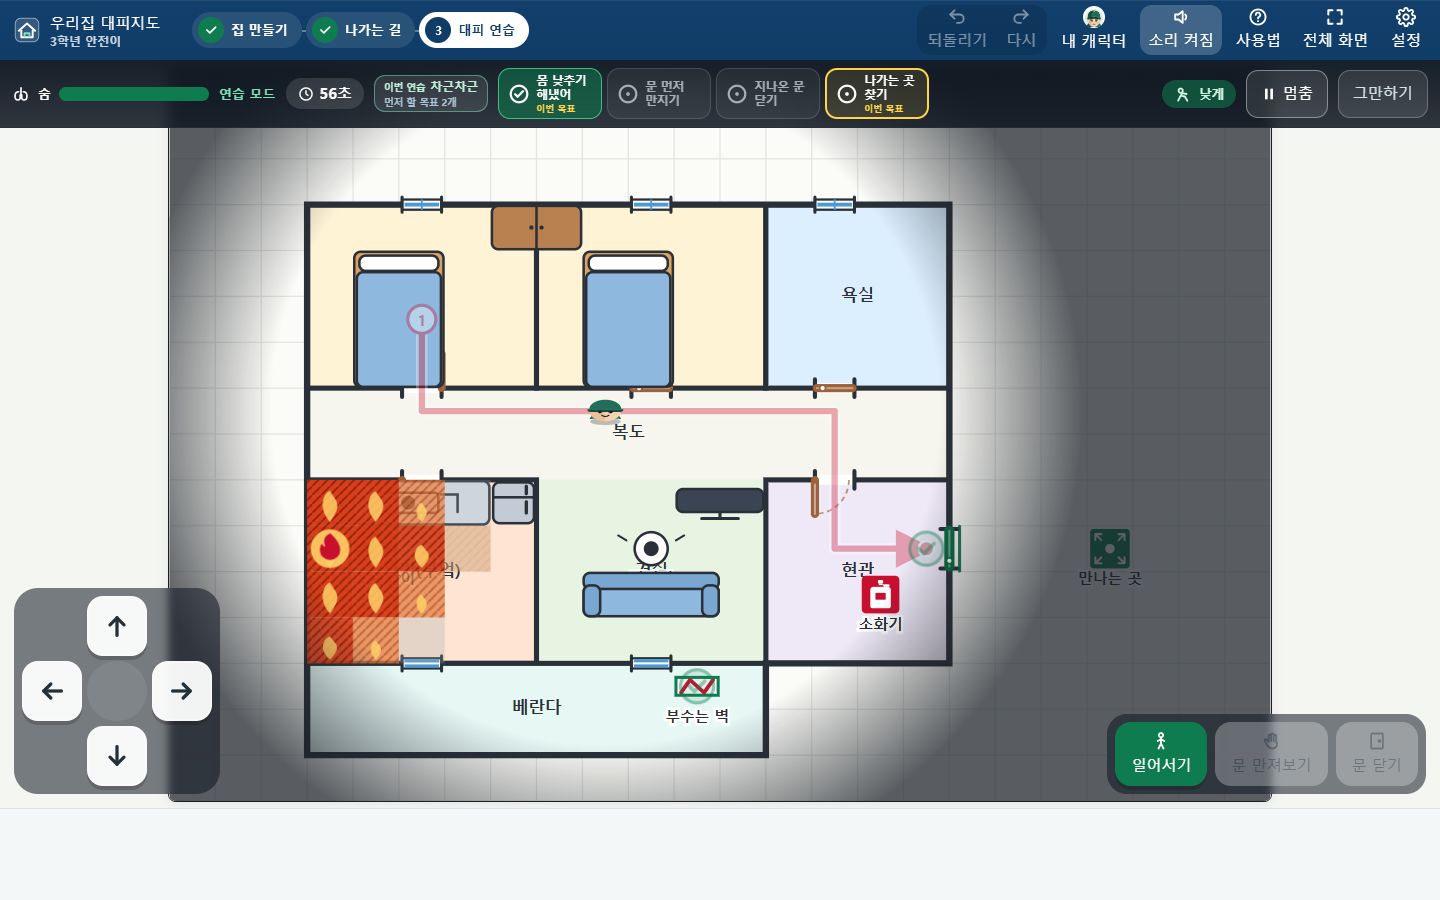 우리집 대피지도
3학년 안전이
집 만들기
나가는 길
3 대피 연습
되돌리기
다시
내 캐릭터
소리 켜짐
사용법
전체 화면
설정
숨
연습 모드
56초
이번 연습 차근차근
먼저 할 목표 2개
몸 낮추기
해냈어
이번 목표
문 먼저
만지기
지나온 문
닫기
나가는 곳
찾기
이번 목표
낮게
멈춤
그만하기
욕실
1
복도
현관
소화기
만나는 곳
베란다
부수는 벽
일어서기
문 만져보기
문 닫기